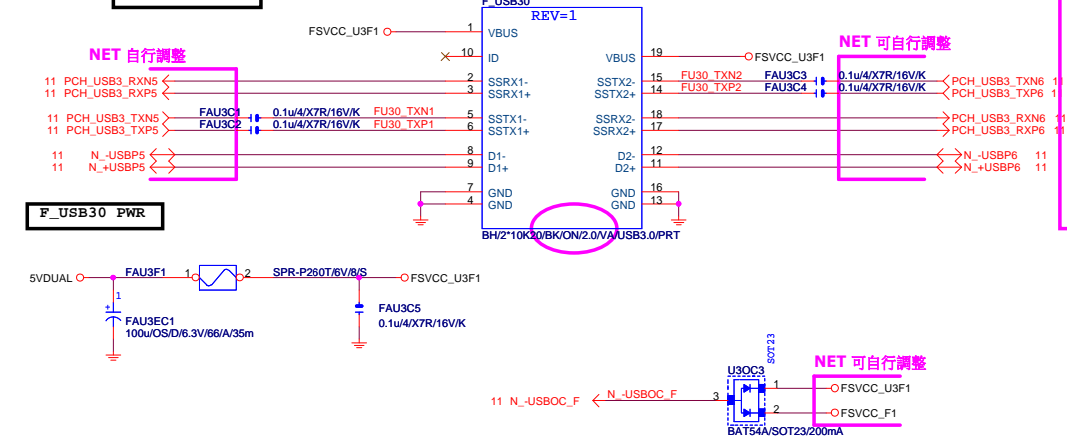 F_USB30
REV=1
FSVCC_U3F1
1
VBUS
10
ID
VBUS
19
FSVCC_U3F1
NET 自行調整
NET 可自行調整
11 PCH_USB3_RXN5
2
SSRX1-
11 PCH_USB3_RXP5
3
SSRX1+
SSTX2-
15
FU30_TXN2
FAU3C3
0.1u/4/X7R/16V/K
PCH_USB3_TXN6
11
SSTX2+
14
FU30_TXP2
FAU3C4
0.1u/4/X7R/16V/K
PCH_USB3_TXP6
11
11 PCH_USB3_TXN5
FAU3C1
0.1u/4/X7R/16V/K
FU30_TXN1
5
SSTX1-
11 PCH_USB3_TXP5
FAU3C2
0.1u/4/X7R/16V/K
FU30_TXP1
6
SSTX1+
SSRX2-
18
PCH_USB3_RXN6
11
SSRX2+
17
PCH_USB3_RXP6
11
11 N_-USBP5
8
D1-
11 N_+USBP5
9
D1+
D2-
12
N_-USBP6 11
D2+
11
N_+USBP6 11
7
GND
4
GND
GND
16
GND
13
BH/2*10K20/BK/ON/2.0/VA/USB3.0/PRT
F_USB30 PWR
5VDUAL
FAU3F1
1
2
SPR-P260T/6V/8/S
FSVCC_U3F1
1
+
FAU3EC1
100u/OS/D/6.3V/66/A/35m
FAU3C5
0.1u/4/X7R/16V/K
SOT23
U3OC3
NET 可自行調整
11 N_-USBOC_F
N_-USBOC_F
3
1
FSVCC_U3F1
2
FSVCC_F1
BAT54A/SOT23/200mA